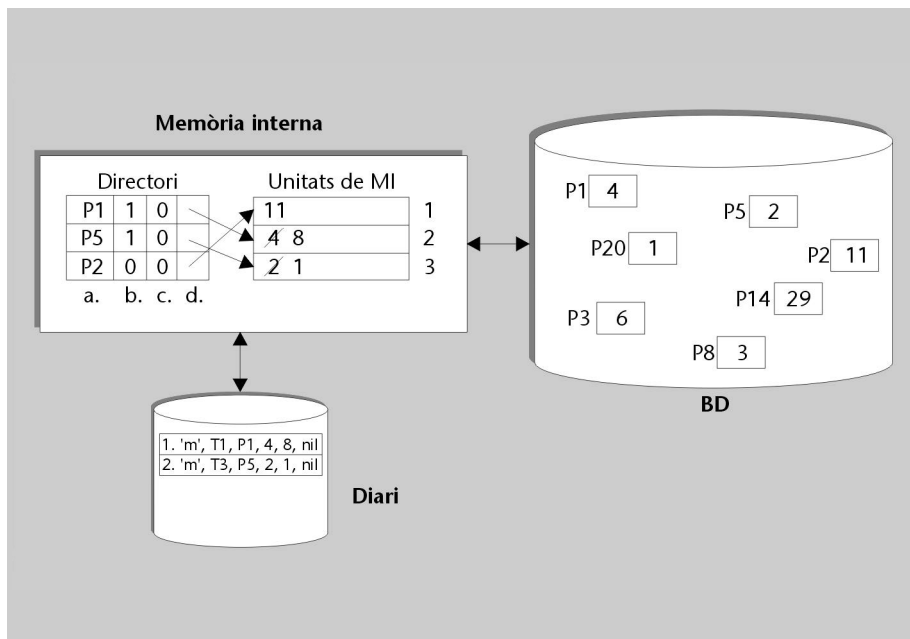 Memòria interna
Directori
Unitats de MI
P1 1 0
11
1
P5 1 0
4 8
2
P2 0 0
2 1
3
a. b. c. d.
P1 4
P5 2
P20 1
P2 11
P14 29
P3 6
P8 3
BD
1. 'm', T1, P1, 4, 8, nil
2. 'm', T3, P5, 2, 1, nil
Diari